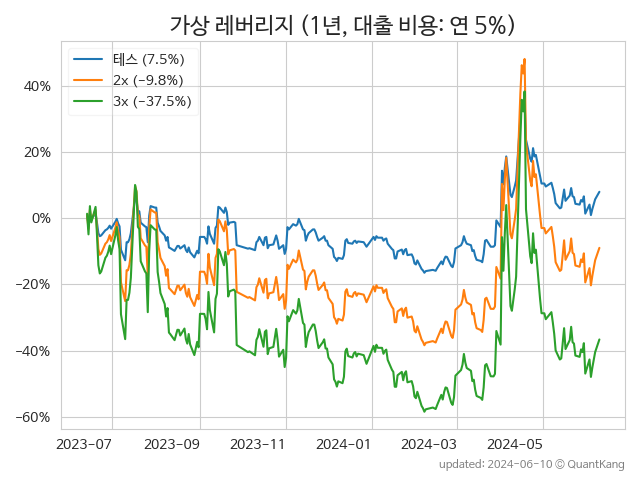 가상 레버리지 (1년, 대출 비용: 연 5%)
테스 (7.5%)
2x (−9.8%)
3x (−37.5%)
40%
20%
0%
−20%
−40%
−60%
2023-07 2023-09 2023-11 2024-01 2024-03 2024-05
updated: 2024-06-10 © QuantKang